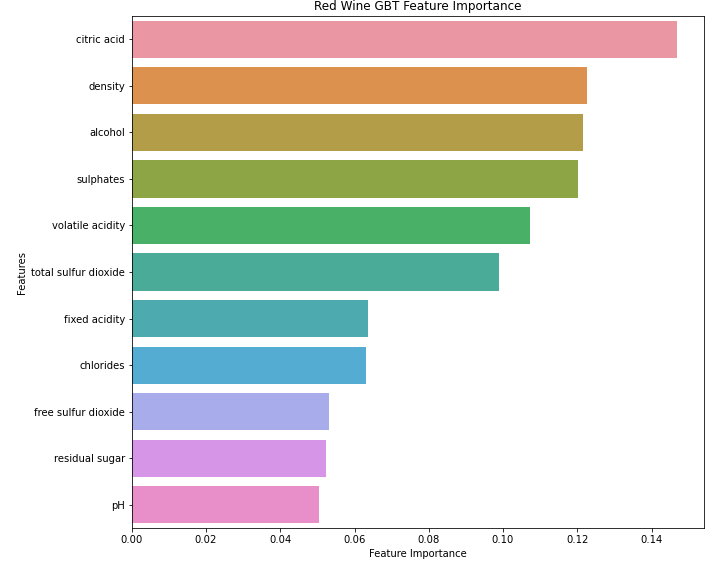 Red Wine GBT Feature Importance
citric acid
density
alcohol
sulphates
volatile acidity
total sulfur dioxide
fixed acidity
chlorides
free sulfur dioxide
residual sugar
pH
Features
0.00 0.02 0.04 0.06 0.08 0.10 0.12 0.14
Feature Importance